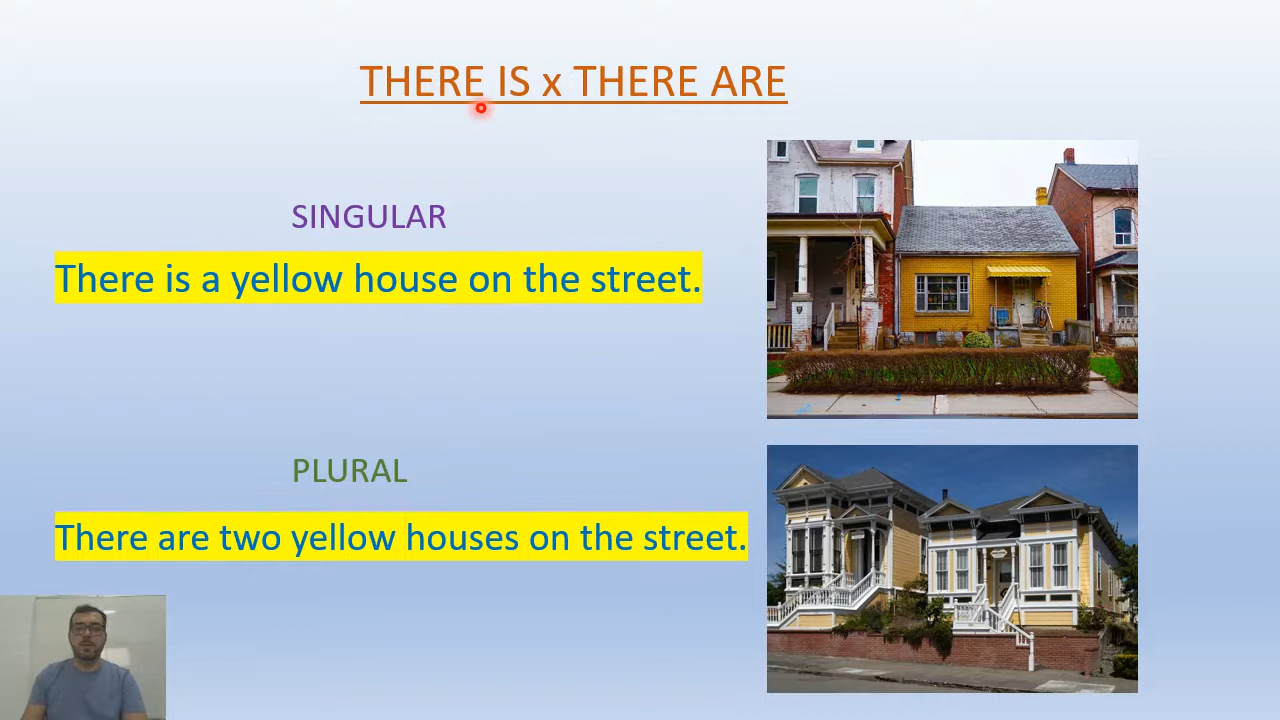 THERE IS x THERE ARE
SINGULAR
There is a yellow house on the street.
PLURAL
There are two yellow houses on the street.